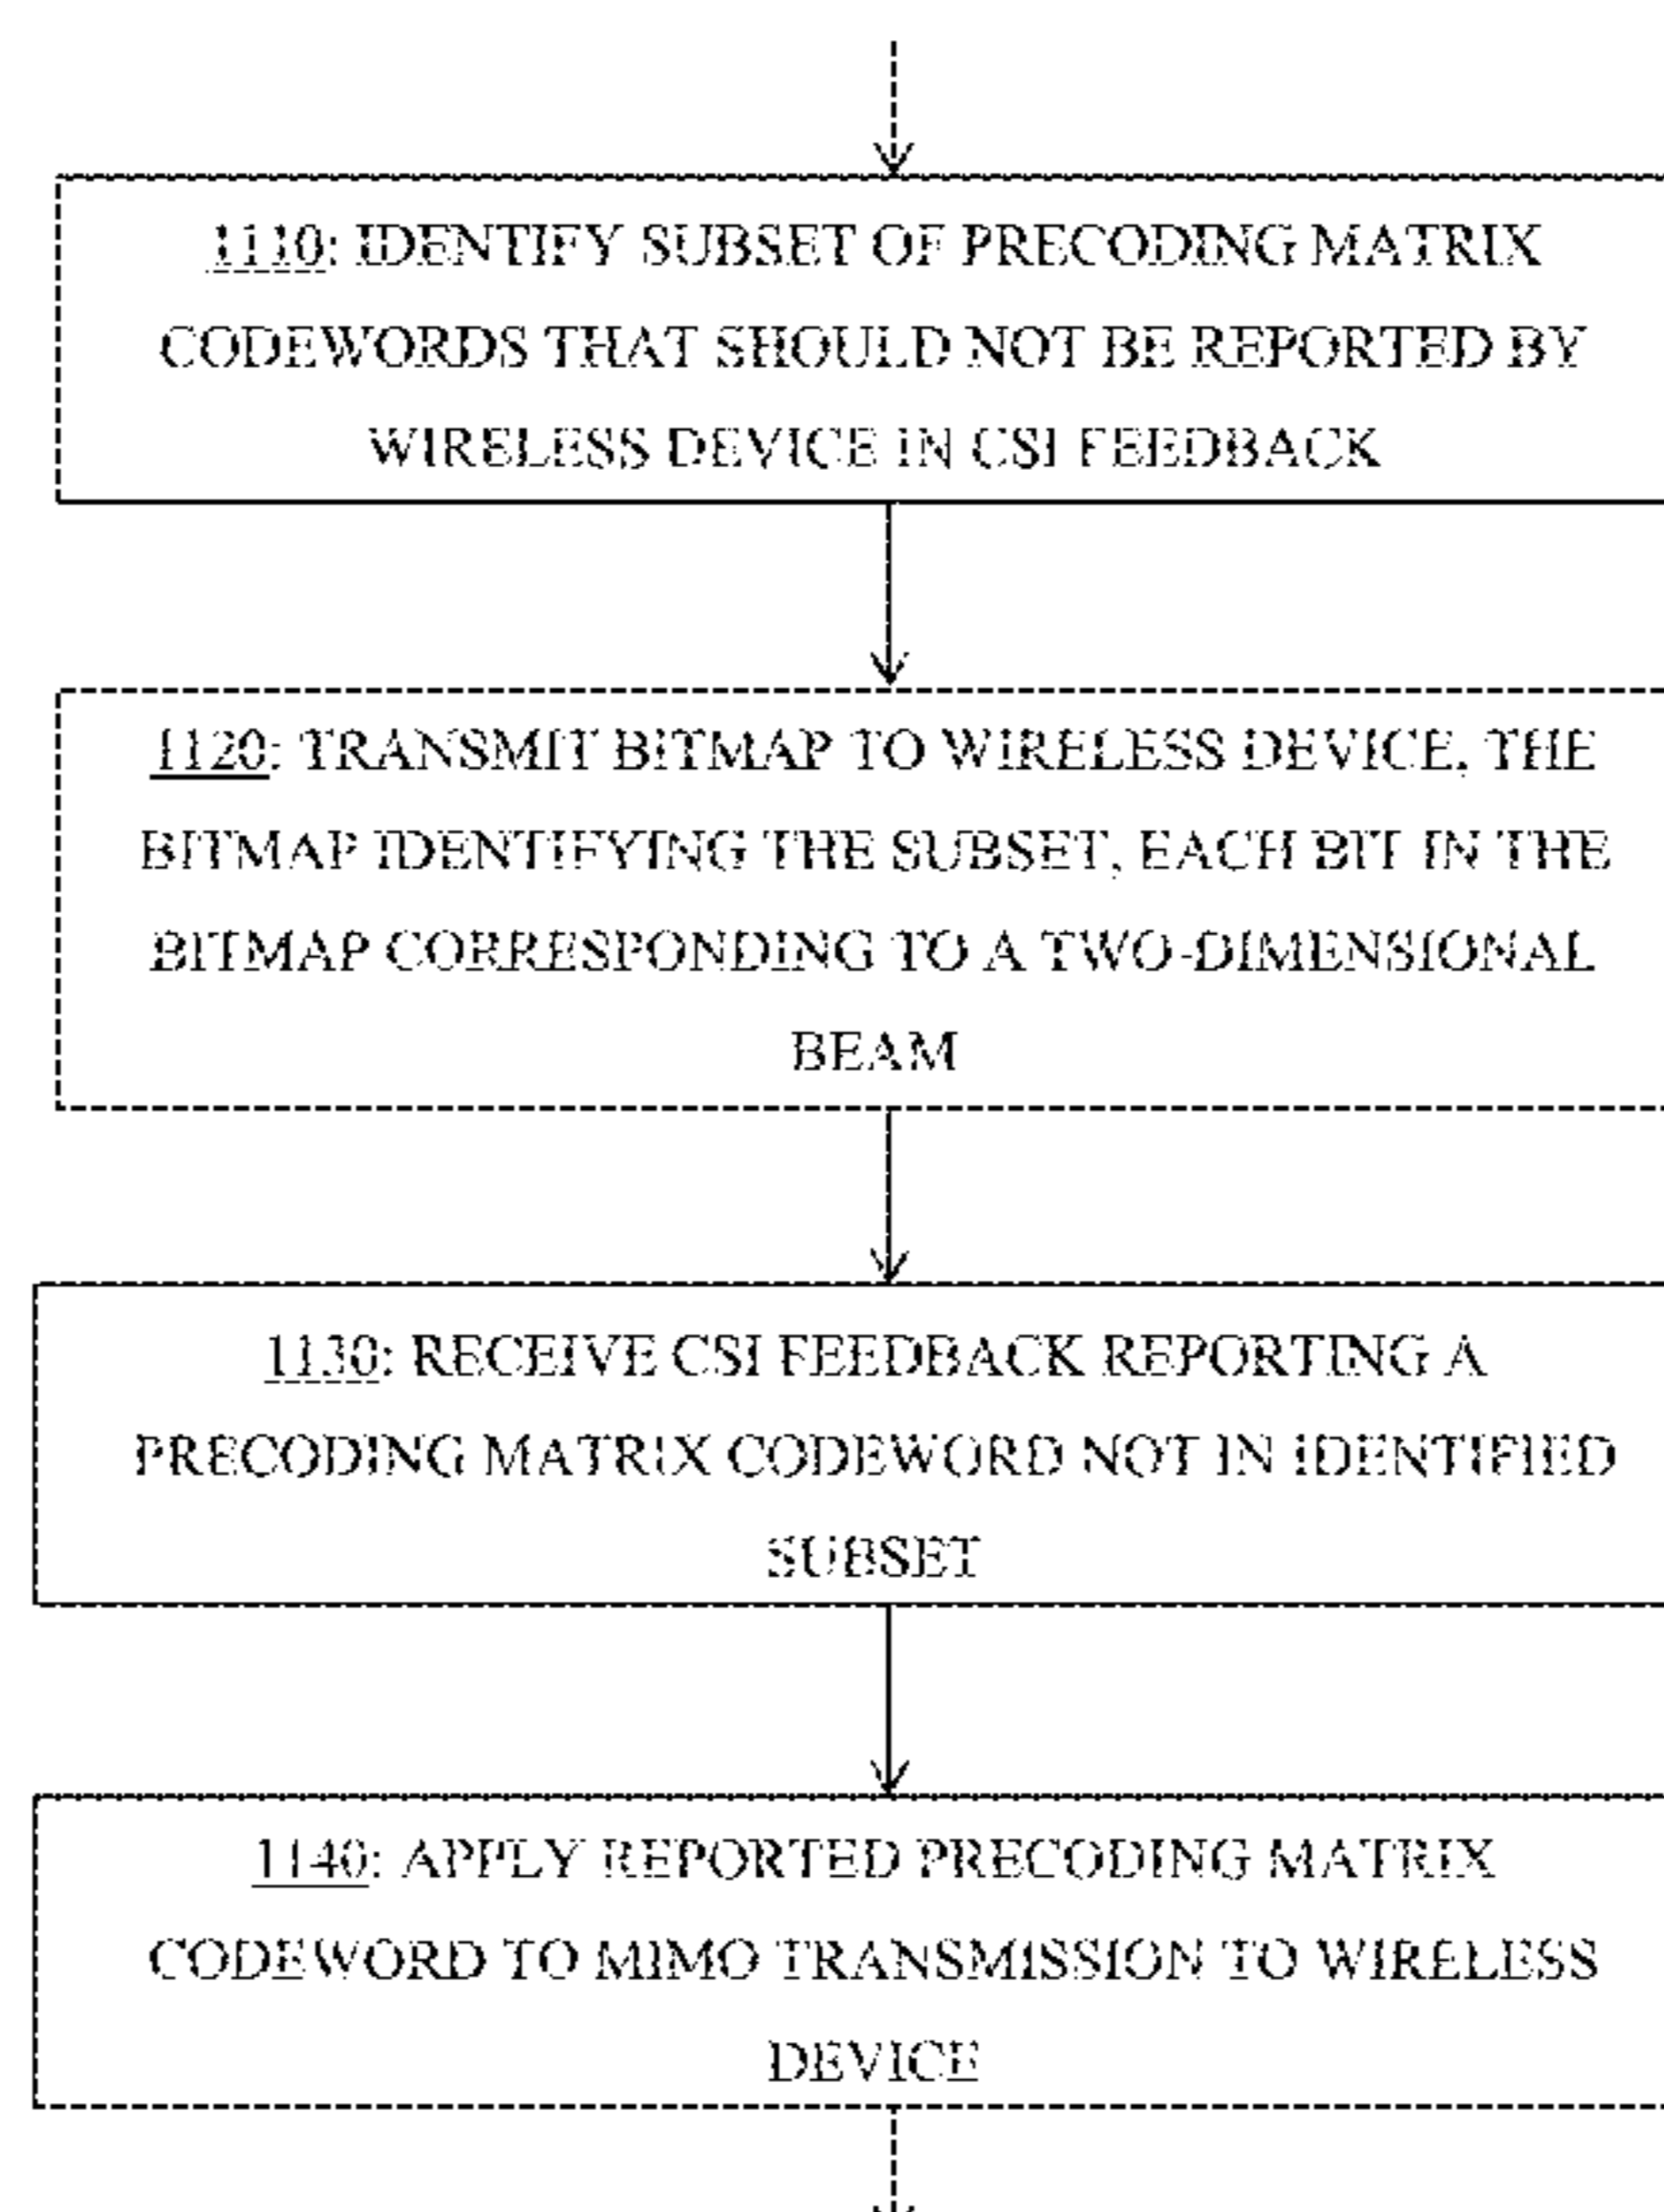 1110: IDENTIFY SUBSET OF PRECODING MATRIX
CODEWORDS THAT SHOULD NOT BE REPORTED BY
WIRELESS DEVICE IN CSI FEEDBACK
1120: TRANSMIT BITMAP TO WIRELESS DEVICE, THE
BITMAP IDENTIFYING THE SUBSET, EACH BIT IN THE
BITMAP CORRESPONDING TO A TWO-DIMENSIONAL
BEAM
1130: RECEIVE CSI FEEDBACK REPORTING A
PRECODING MATRIX CODEWORD NOT IN IDENTIFIED
SUBSET
1140: APPLY REPORTED PRECODING MATRIX
CODEWORD TO MIMO TRANSMISSION TO WIRELESS
DEVICE